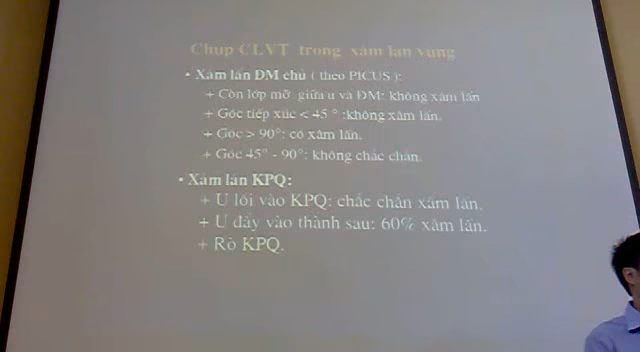 Chụp CLVT trong xâm lấn vùng
• Xâm lấn ĐM chủ ( theo PICUS ):
+ Còn lớp mỡ giữa u và ĐM: không xâm lấn
+ Góc tiếp xúc < 45 ° :không xâm lấn.
+ Góc > 90°: có xâm lấn.
+ Góc 45° - 90°: không chắc chắn.
• Xâm lấn KPQ:
+ U lồi vào KPQ: chắc chắn xâm lấn.
+ U đẩy vào thành sau: 60% xâm lấn.
+ Rò KPQ.